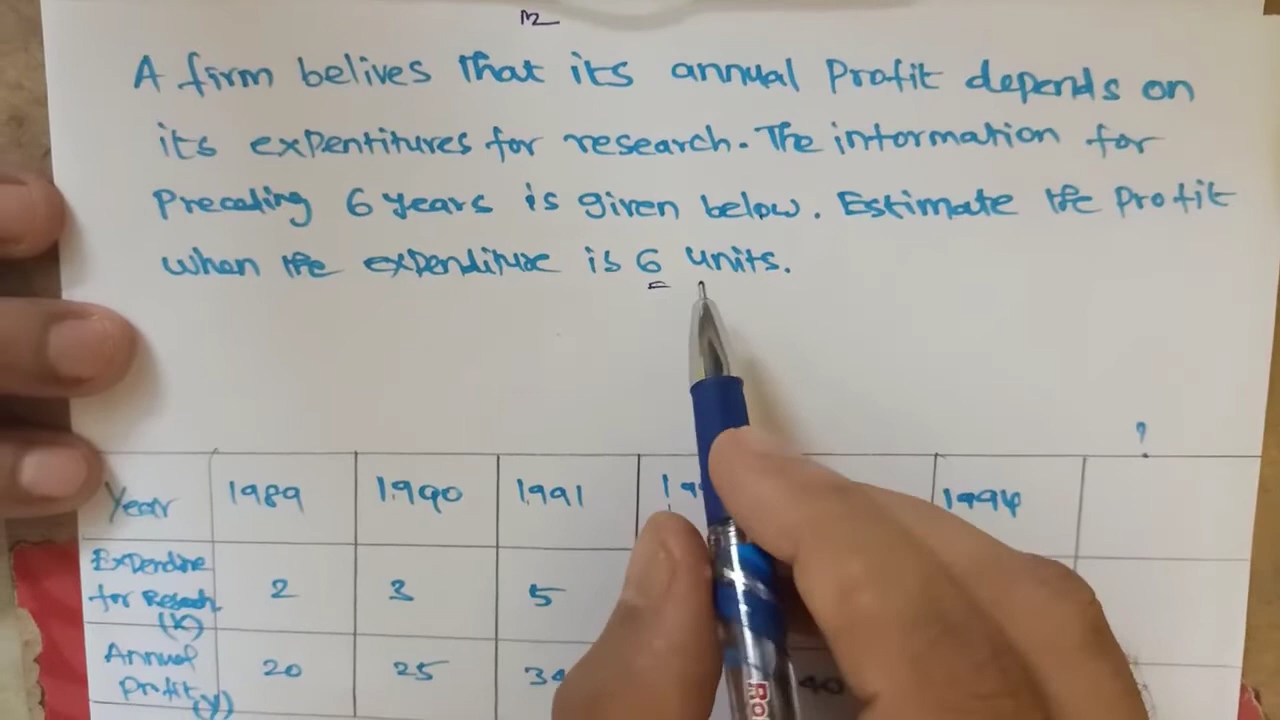 A firm belives that its annual Profit depends on
its expentitures for research. The information for
Preceding 6 years is given below. Estimate the profit
when the expenditure is 6 units.
?
Year 1989 1990 1991 1994
Expendire
for 2 3 5
(X)
Annual 20 25 40
Profit(y)
Ro